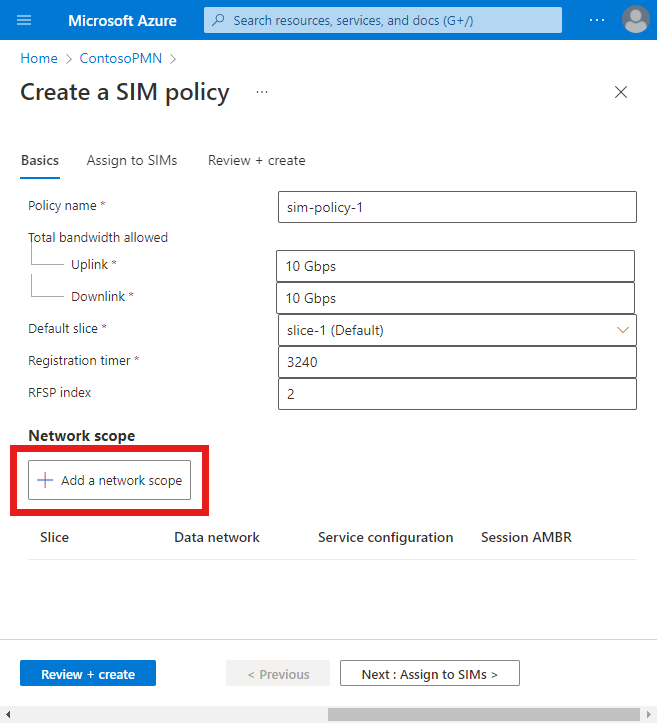 Microsoft Azure
Search resources, services, and docs (G+/)
...
Home > ContosoPMN >
Create a SIM policy ...
Basics Assign to SIMs Review + create
Policy name * sim-policy-1
Total bandwidth allowed
Uplink * 10 Gbps
Downlink * 10 Gbps
Default slice * slice-1 (Default)
Registration timer * 3240
RFSP index 2
Network scope
+ Add a network scope
Slice Data network Service configuration Session AMBR
Review + create < Previous Next : Assign to SIMs >